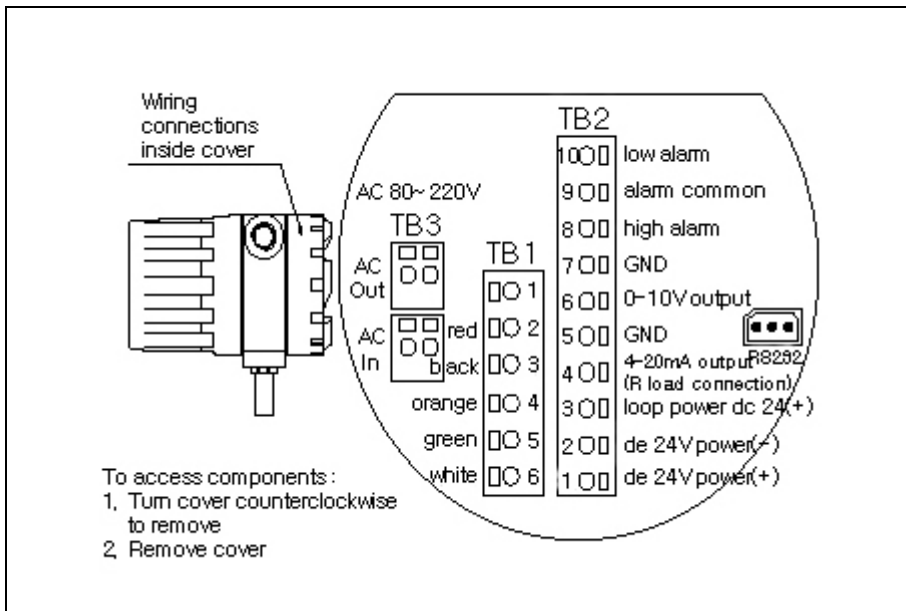 Wiring
connections
inside cover
AC 80~220V
TB3
AC
Out
AC
In
TB1
1
red 2
black 3
orange 4
green 5
white 6
TB2
10 low alarm
9 alarm common
8 high alarm
7 GND
6 0-10V output
5 GND
4 4-20mA output
(R load connection)
3 loop power dc 24(+)
2 de 24V power(-)
1 de 24V power(+)
To access components :
1, Turn cover counterclockwise
to remove
2, Remove cover